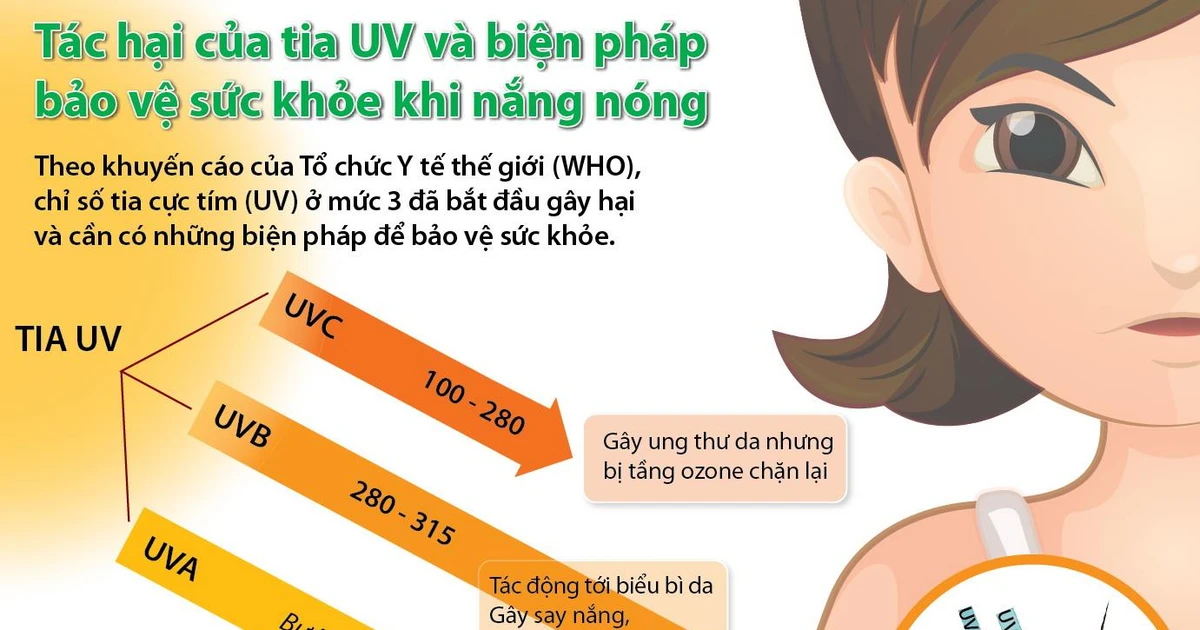 Tác hại của tia UV và biện pháp
bảo vệ sức khỏe khi nắng nóng
Theo khuyến cáo của Tổ chức Y tế thế giới (WHO),
chỉ số tia cực tím (UV) ở mức 3 đã bắt đầu gây hại
và cần có những biện pháp để bảo vệ sức khỏe.
TIA UV
UVC
100 - 280
Gây ung thư da nhưng
bị tầng ozone chặn lại
UVB
280 - 315
Tác động tới biểu bì da
Gây say nắng,
UVA